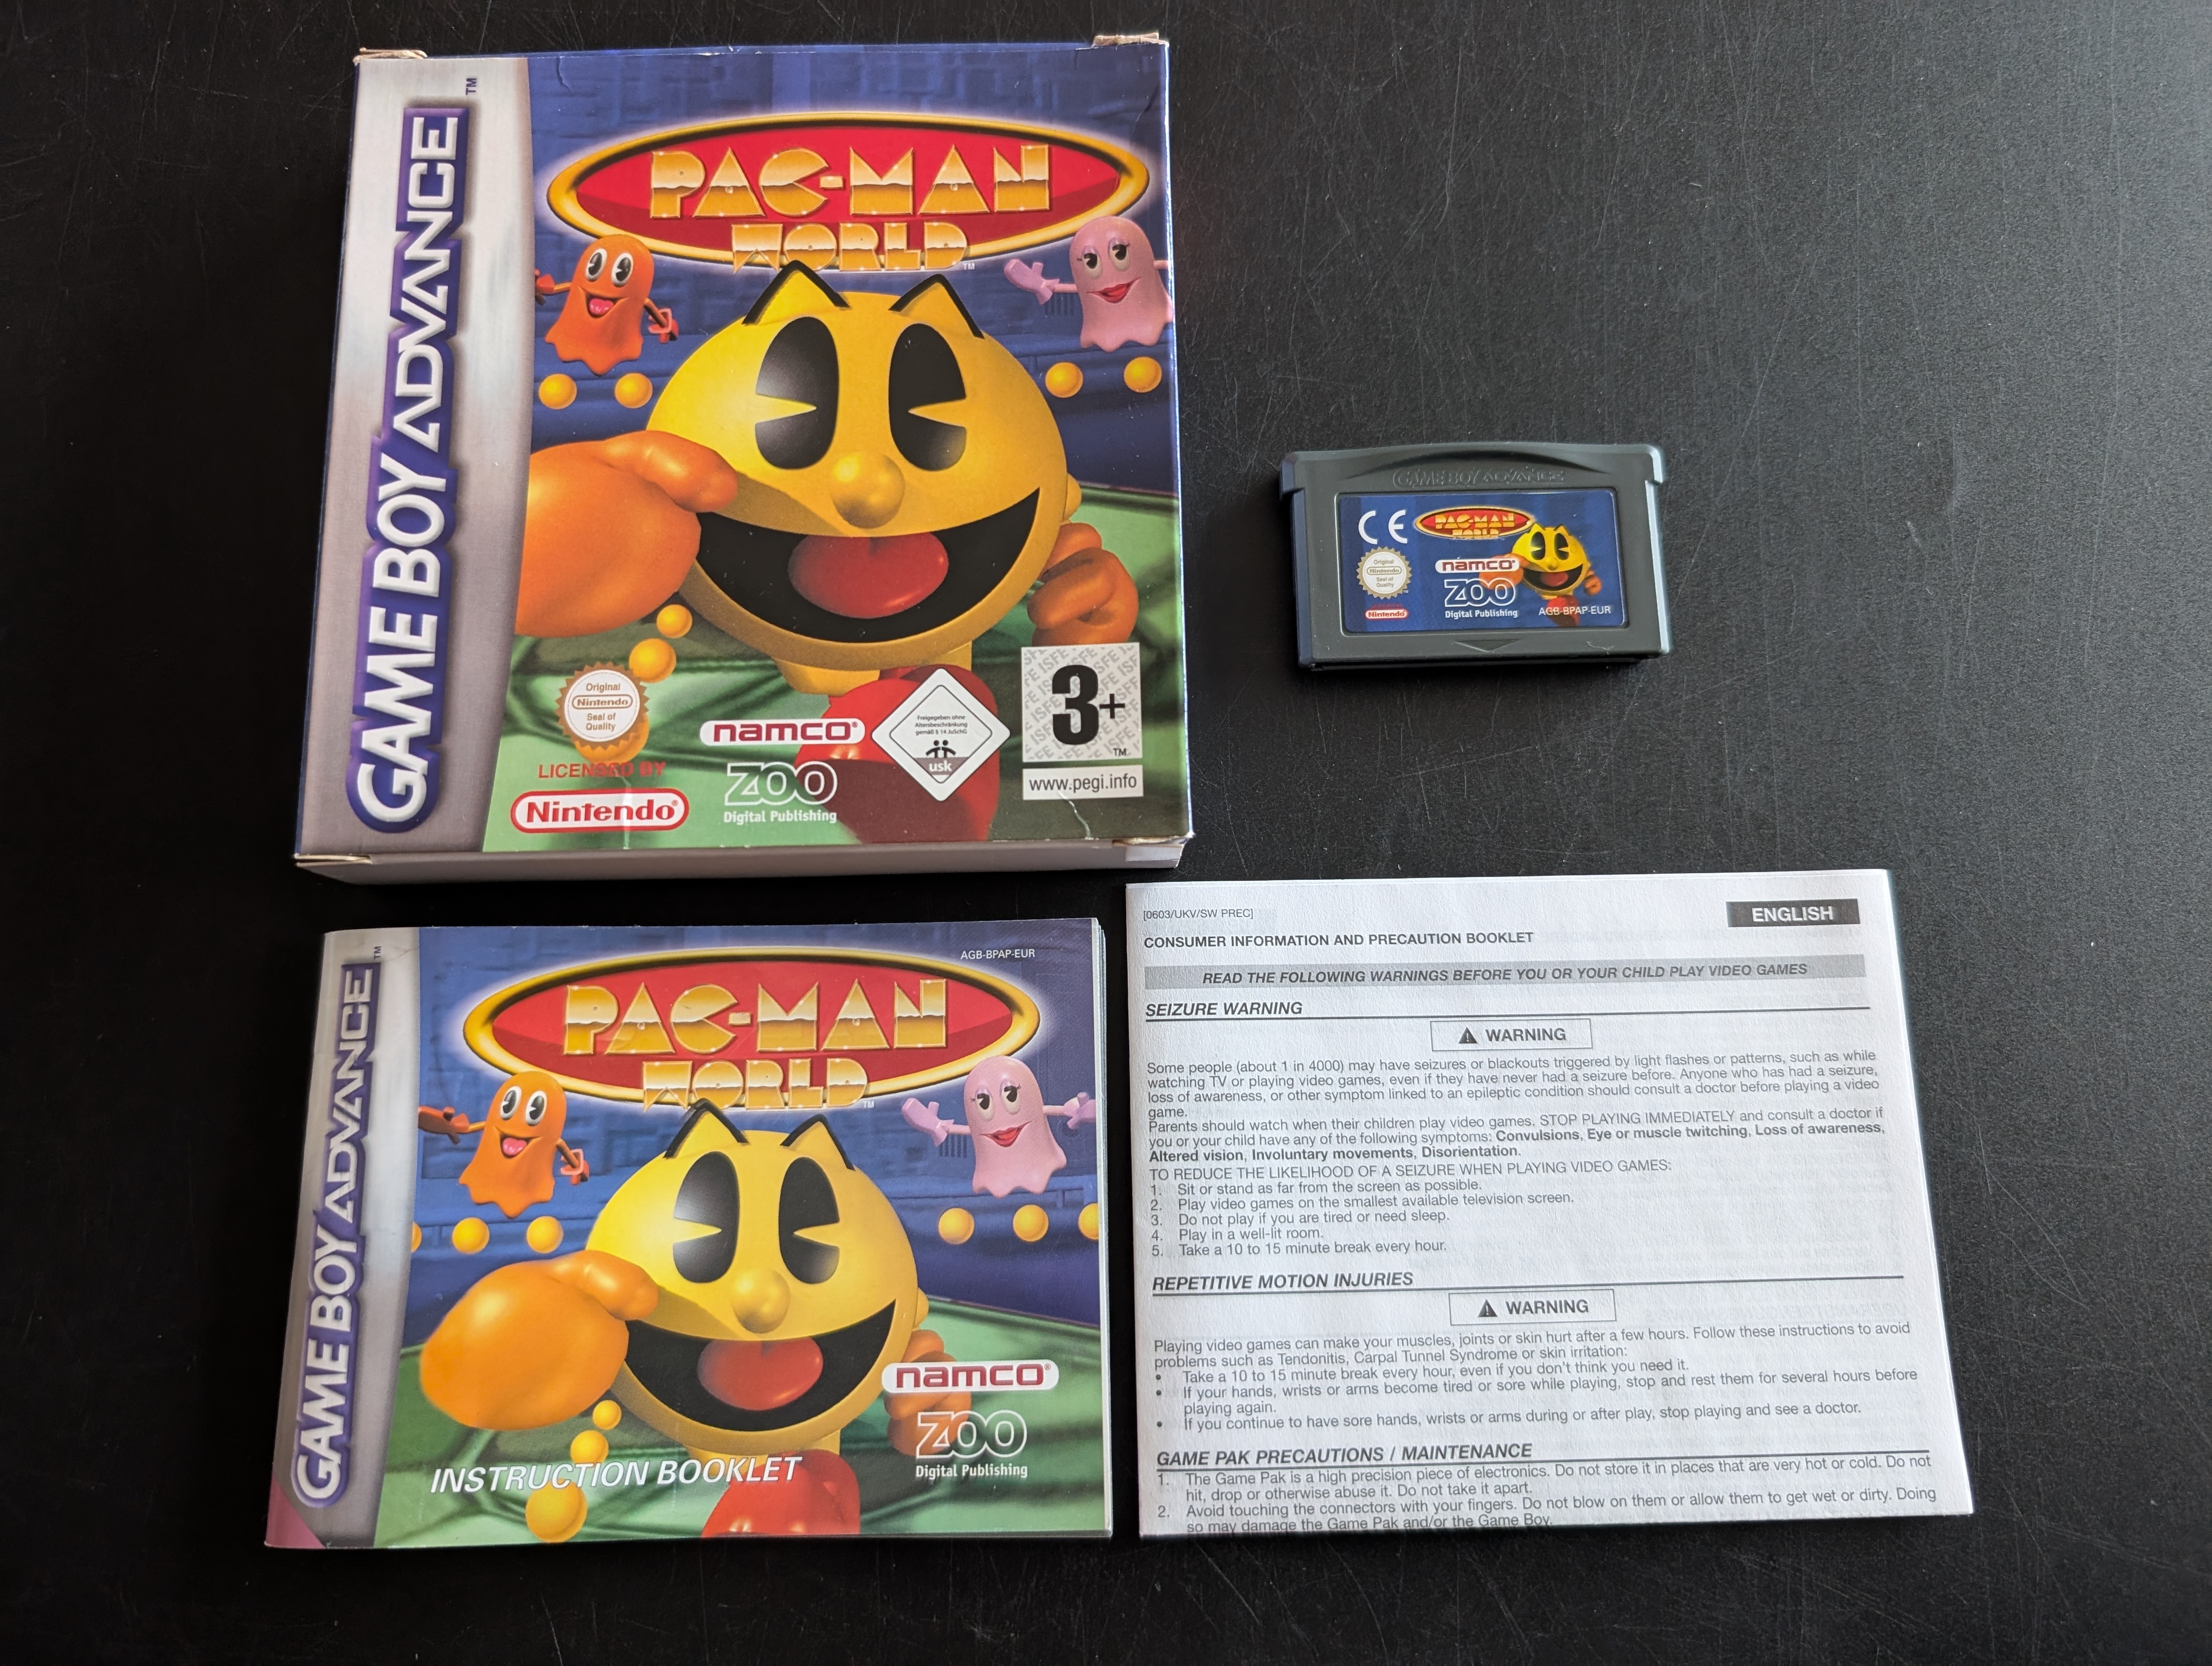 GAME BOY ADVANCE™
PAC-MAN
WORLD™
Original
Nintendo
Seal of
Quality
LICENSED BY
Nintendo®
namco®
ZOO
Digital Publishing
Freigegeben ohne
Altersbeschränkung
gemäß § 14 JuSchG
usk
3+
TM
www.pegi.info
GAME BOY ADVANCE
CE
PAC-MAN
WORLD
Original
Nintendo
Seal of
Quality
Nintendo
namco
ZOO
Digital Publishing
AGB-BPAP-EUR
GAME BOY ADVANCE™
AGB-BPAP-EUR
PAC-MAN
WORLD™
namco®
ZOO
Digital Publishing
INSTRUCTION BOOKLET
[0603/UKV/SW PREC]
ENGLISH
CONSUMER INFORMATION AND PRECAUTION BOOKLET
READ THE FOLLOWING WARNINGS BEFORE YOU OR YOUR CHILD PLAY VIDEO GAMES
SEIZURE WARNING
WARNING
Some people (about 1 in 4000) may have seizures or blackouts triggered by light flashes or patterns, such as while
watching TV or playing video games, even if they have never had a seizure before. Anyone who has had a seizure,
loss of awareness, or other symptom linked to an epileptic condition should consult a doctor before playing a video
game.
Parents should watch when their children play video games. STOP PLAYING IMMEDIATELY and consult a doctor if
you or your child have any of the following symptoms: Convulsions, Eye or muscle twitching, Loss of awareness,
Altered vision, Involuntary movements, Disorientation.
TO REDUCE THE LIKELIHOOD OF A SEIZURE WHEN PLAYING VIDEO GAMES:
1. Sit or stand as far from the screen as possible.
2. Play video games on the smallest available television screen.
3. Do not play if you are tired or need sleep.
4. Play in a well-lit room.
5. Take a 10 to 15 minute break every hour.
REPETITIVE MOTION INJURIES
WARNING
Playing video games can make your muscles, joints or skin hurt after a few hours. Follow these instructions to avoid
problems such as Tendonitis, Carpal Tunnel Syndrome or skin irritation:
• Take a 10 to 15 minute break every hour, even if you don't think you need it.
• If your hands, wrists or arms become tired or sore while playing, stop and rest them for several hours before
playing again.
• If you continue to have sore hands, wrists or arms during or after play, stop playing and see a doctor.
GAME PAK PRECAUTIONS / MAINTENANCE
1. The Game Pak is a high precision piece of electronics. Do not store it in places that are very hot or cold. Do not
hit, drop or otherwise abuse it. Do not take it apart.
2. Avoid touching the connectors with your fingers. Do not blow on them or allow them to get wet or dirty. Doing
so may damage the Game Pak and/or the Game Boy.